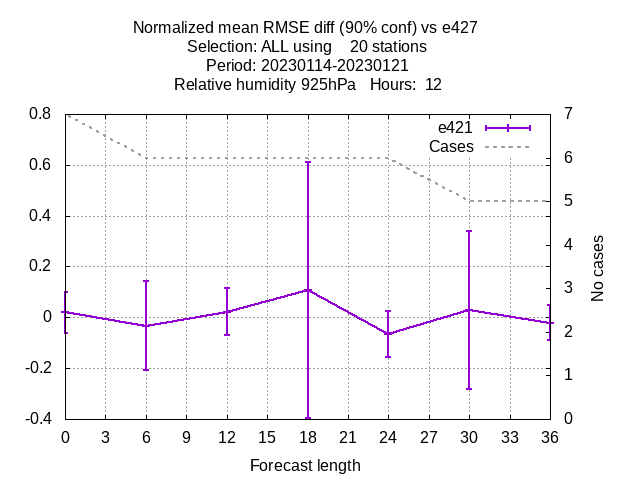 Normalized mean RMSE diff (90% conf) vs e427
Selection: ALL using 20 stations
Period: 20230114-20230121
Relative humidity 925hPa Hours: 12
e421
Cases
0.8
0.6
0.4
0.2
0
-0.2
-0.4
7
6
5
4
3
2
1
0
No cases
0 3 6 9 12 15 18 21 24 27 30 33 36
Forecast length